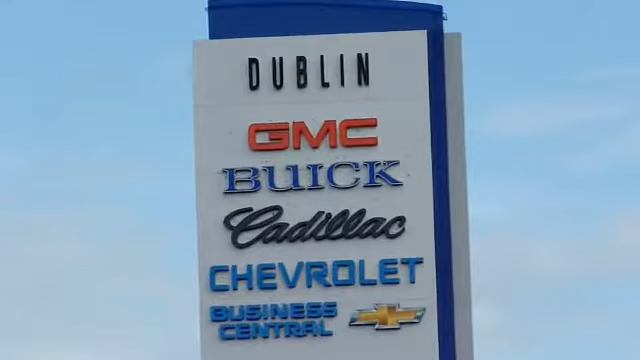 DUBLIN
GMC
BUICK
Cadillac
CHEVROLET
BUSINESS
CENTRAL